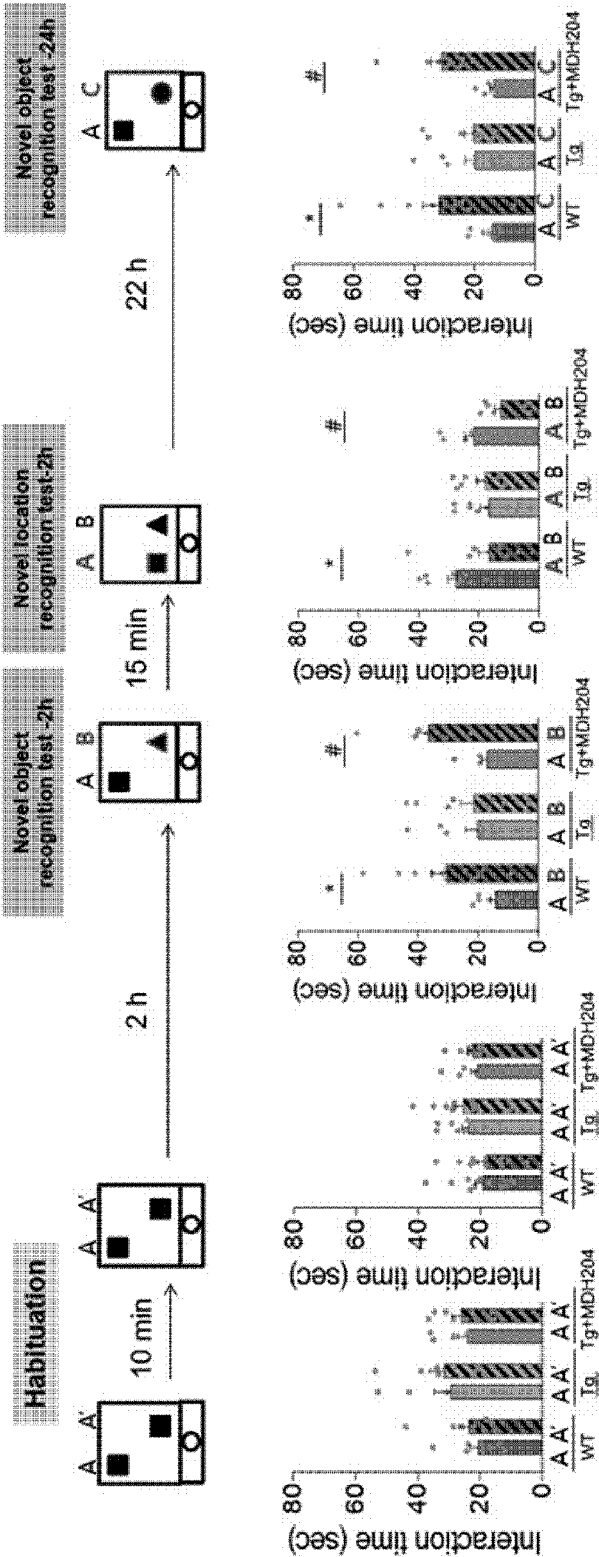 Habituation
Novel object
recognition test -2h
Novel location
recognition test-2h
Novel object
recognition test -24h
A A'
10 min
A A'
2 h
A B
15 min
A B
22 h
A C
Interaction time (sec)
80
60
40
20
0
A A' A A' A A'
WT Tg Tg+MDH204
Interaction time (sec)
80
60
40
20
0
A A' A A' A A'
WT Tg Tg+MDH204
Interaction time (sec)
80
60
40
20
0
* #
A B A B A B
WT Tg Tg+MDH204
Interaction time (sec)
80
60
40
20
0
* #
A B A B A B
WT Tg Tg+MDH204
Interaction time (sec)
80
60
40
20
0
* #
A C A C A C
WT Tg Tg+MDH204